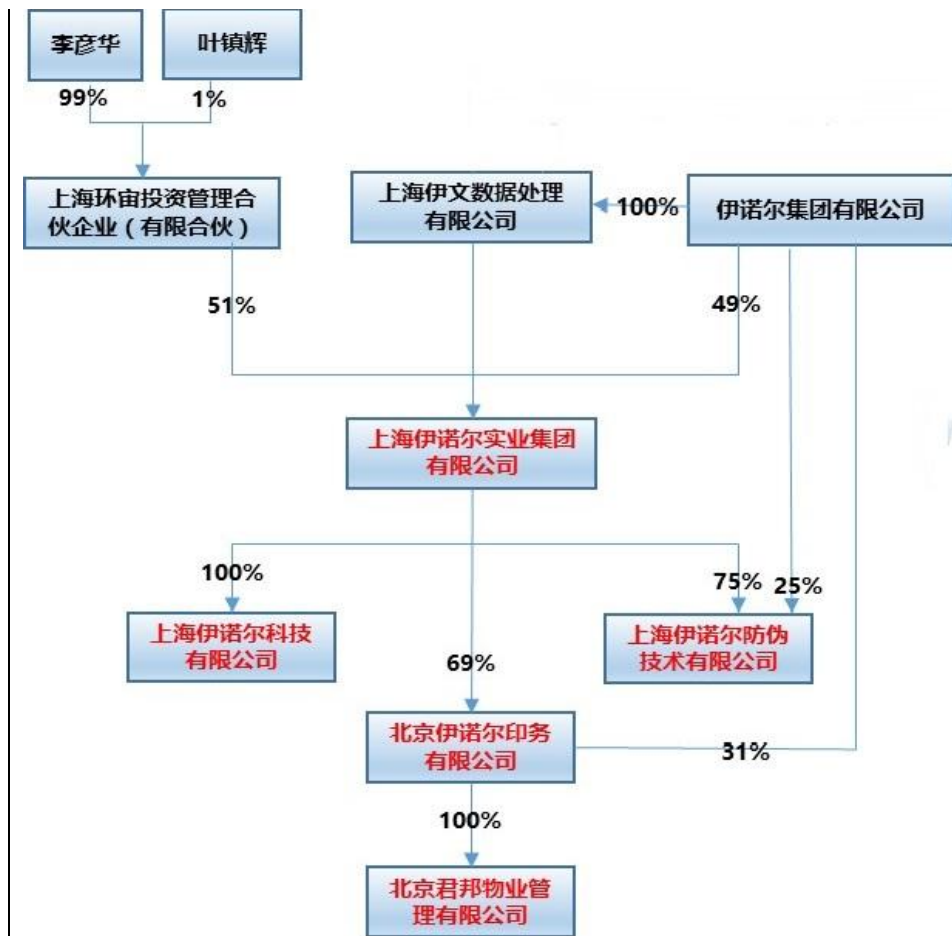 李彦华
叶镇辉
99%
1%
上海环宙投资管理合
伙企业（有限合伙）
上海伊文数据处理
有限公司
100%
伊诺尔集团有限公司
51%
49%
上海伊诺尔实业集团
有限公司
100%
75%
25%
上海伊诺尔科技
有限公司
上海伊诺尔防伪
技术有限公司
69%
北京伊诺尔印务
有限公司
31%
100%
北京君邦物业管
理有限公司